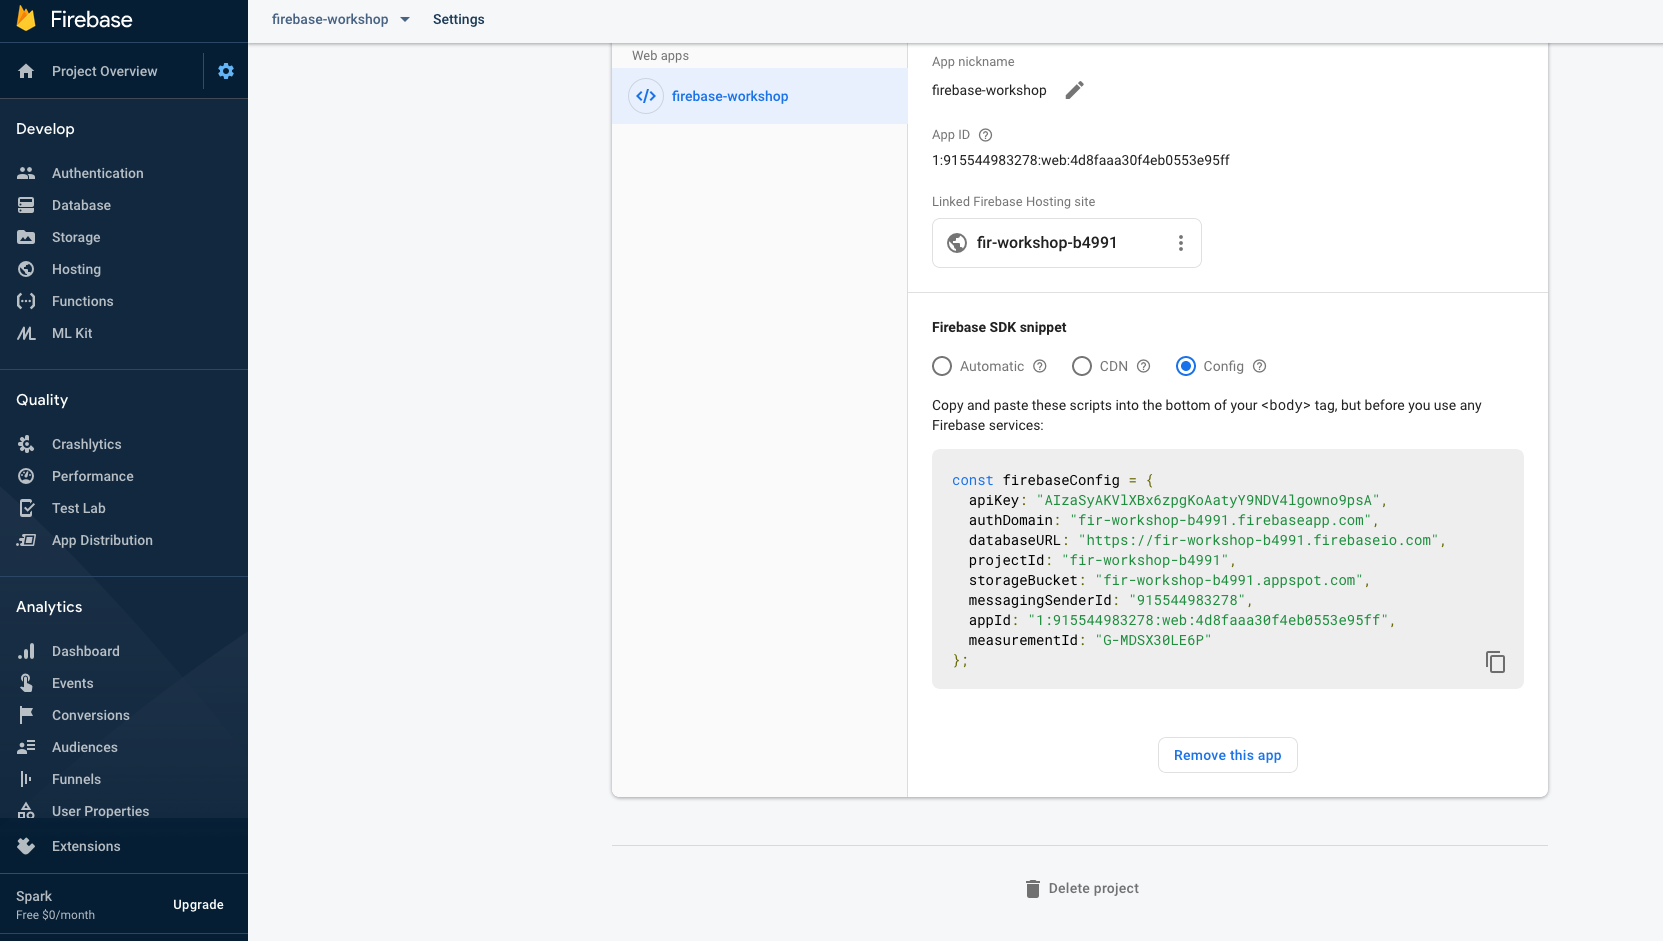 Firebase
firebase-workshop
Settings
Project Overview
Develop
Authentication
Database
Storage
Hosting
Functions
ML Kit
Quality
Crashlytics
Performance
Test Lab
App Distribution
Analytics
Dashboard
Events
Conversions
Audiences
Funnels
User Properties
Extensions
Spark
Free $0/month
Upgrade
Web apps
firebase-workshop
App nickname
firebase-workshop
App ID
1:915544983278:web:4d8faaa30f4eb0553e95ff
Linked Firebase Hosting site
fir-workshop-b4991
Firebase SDK snippet
Automatic
CDN
Config
Copy and paste these scripts into the bottom of your <body> tag, but before you use any
Firebase services:
const firebaseConfig = {
apiKey: "AIzaSyAKVlXBx6zpgKoAatyY9NDV4lgowno9psA",
authDomain: "fir-workshop-b4991.firebaseapp.com",
databaseURL: "https://fir-workshop-b4991.firebaseio.com",
projectId: "fir-workshop-b4991",
storageBucket: "fir-workshop-b4991.appspot.com",
messagingSenderId: "915544983278",
appId: "1:915544983278:web:4d8faaa30f4eb0553e95ff",
measurementId: "G-MDSX30LE6P"
};
Remove this app
Delete project